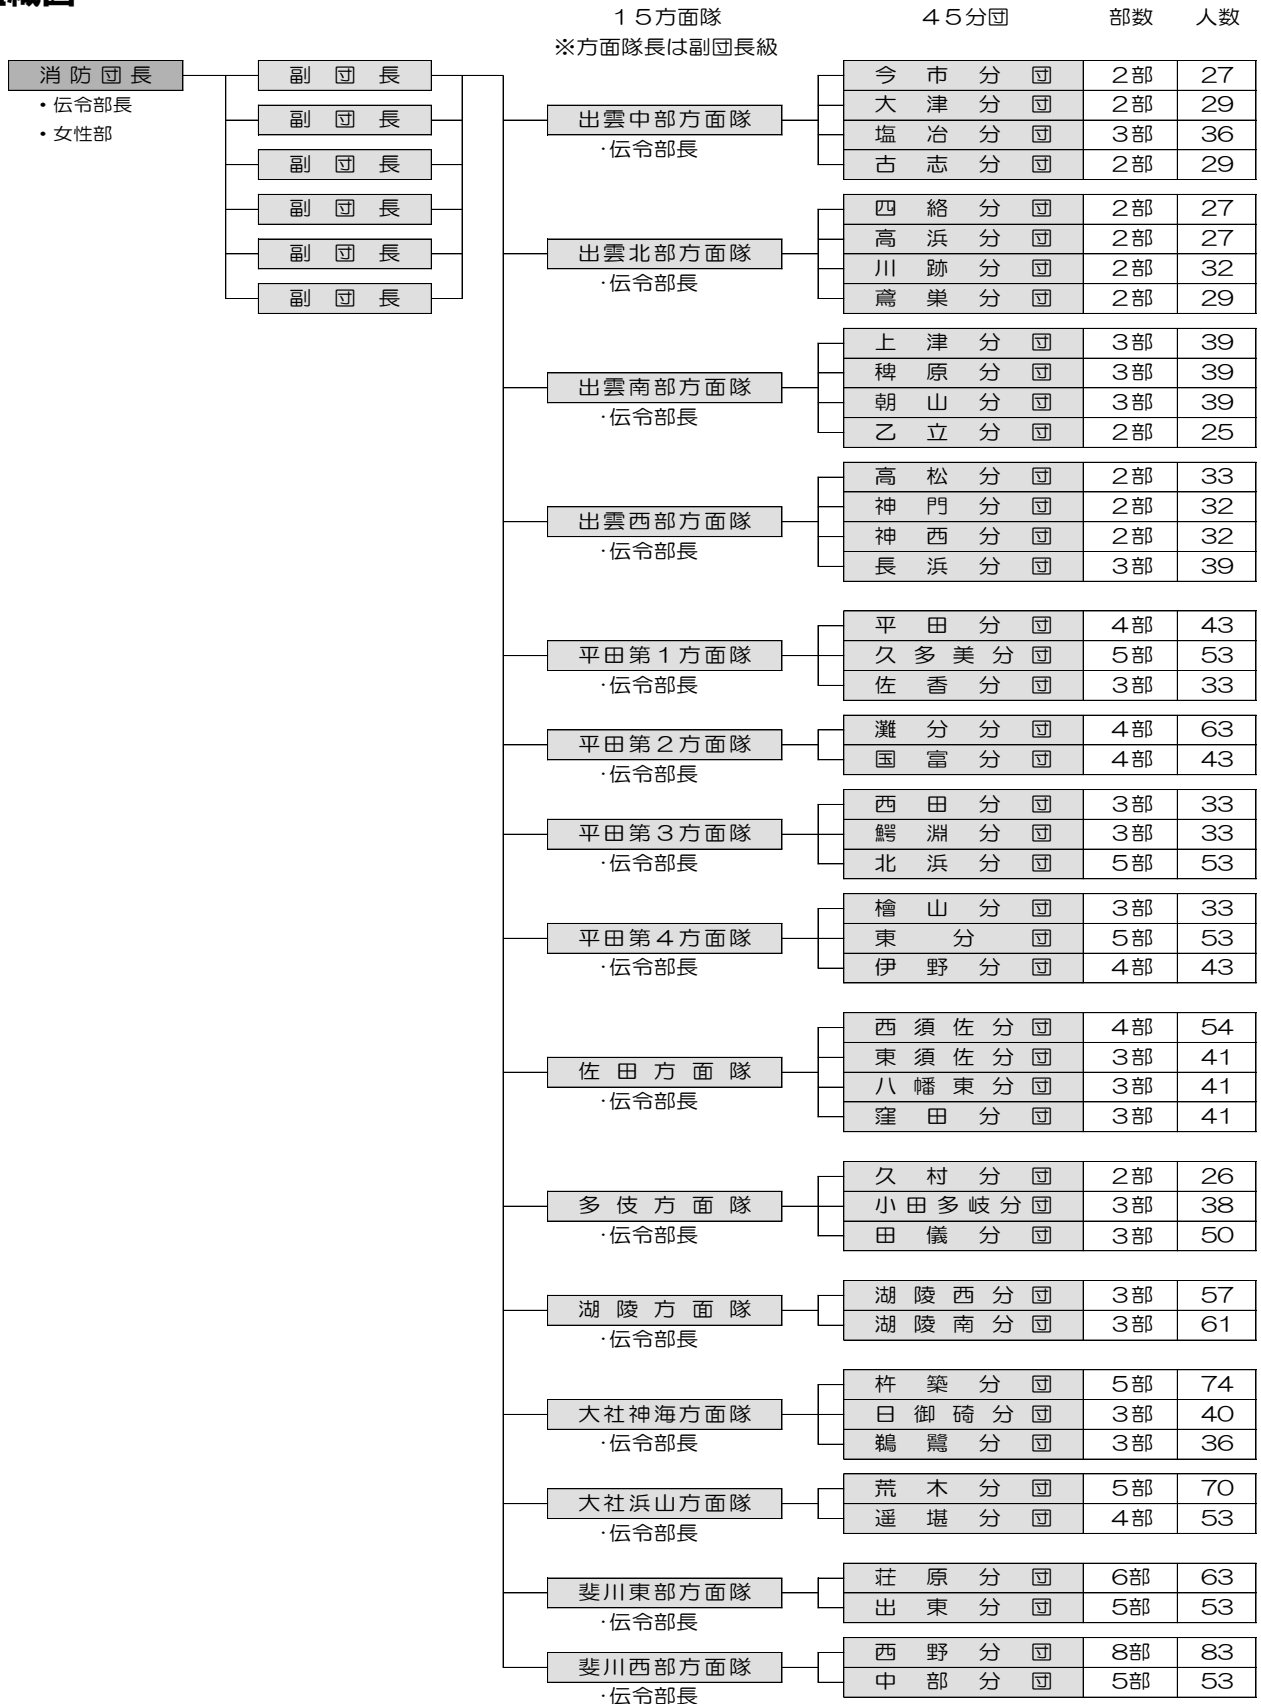 １５方面隊 ４５分団 部数 人数
※方面隊長は副団長級
消防団長
・伝令部長
・女性部
副団長
副団長
副団長
副団長
副団長
副団長
出雲中部方面隊
・伝令部長
今市分団 2部 27
大津分団 2部 29
塩冶分団 3部 36
古志分団 2部 29
出雲北部方面隊
・伝令部長
四絡分団 2部 27
高浜分団 2部 27
川跡分団 2部 32
鳶巣分団 2部 29
出雲南部方面隊
・伝令部長
上津分団 3部 39
稗原分団 3部 39
朝山分団 3部 39
乙立分団 2部 25
出雲西部方面隊
・伝令部長
高松分団 2部 33
神門分団 2部 32
神西分団 2部 32
長浜分団 3部 39
平田第１方面隊
・伝令部長
平田分団 4部 43
久多美分団 5部 53
佐香分団 3部 33
平田第２方面隊
・伝令部長
灘分分団 4部 63
国富分団 4部 43
平田第３方面隊
・伝令部長
西田分団 3部 33
鰐淵分団 3部 33
北浜分団 5部 53
平田第４方面隊
・伝令部長
檜山分団 3部 33
東分団 5部 53
伊野分団 4部 43
佐田方面隊
・伝令部長
西須佐分団 4部 54
東須佐分団 3部 41
八幡東分団 3部 41
窪田分団 3部 41
多伎方面隊
・伝令部長
久村分団 2部 26
小田多岐分団 3部 38
田儀分団 3部 50
湖陵方面隊
・伝令部長
湖陵西分団 3部 57
湖陵南分団 3部 61
大社神海方面隊
・伝令部長
杵築分団 5部 74
日御碕分団 3部 40
鵜鷺分団 3部 36
大社浜山方面隊
・伝令部長
荒木分団 5部 70
遥堪分団 4部 53
斐川東部方面隊
・伝令部長
荘原分団 6部 63
出東分団 5部 53
斐川西部方面隊
・伝令部長
西野分団 8部 83
中部分団 5部 53